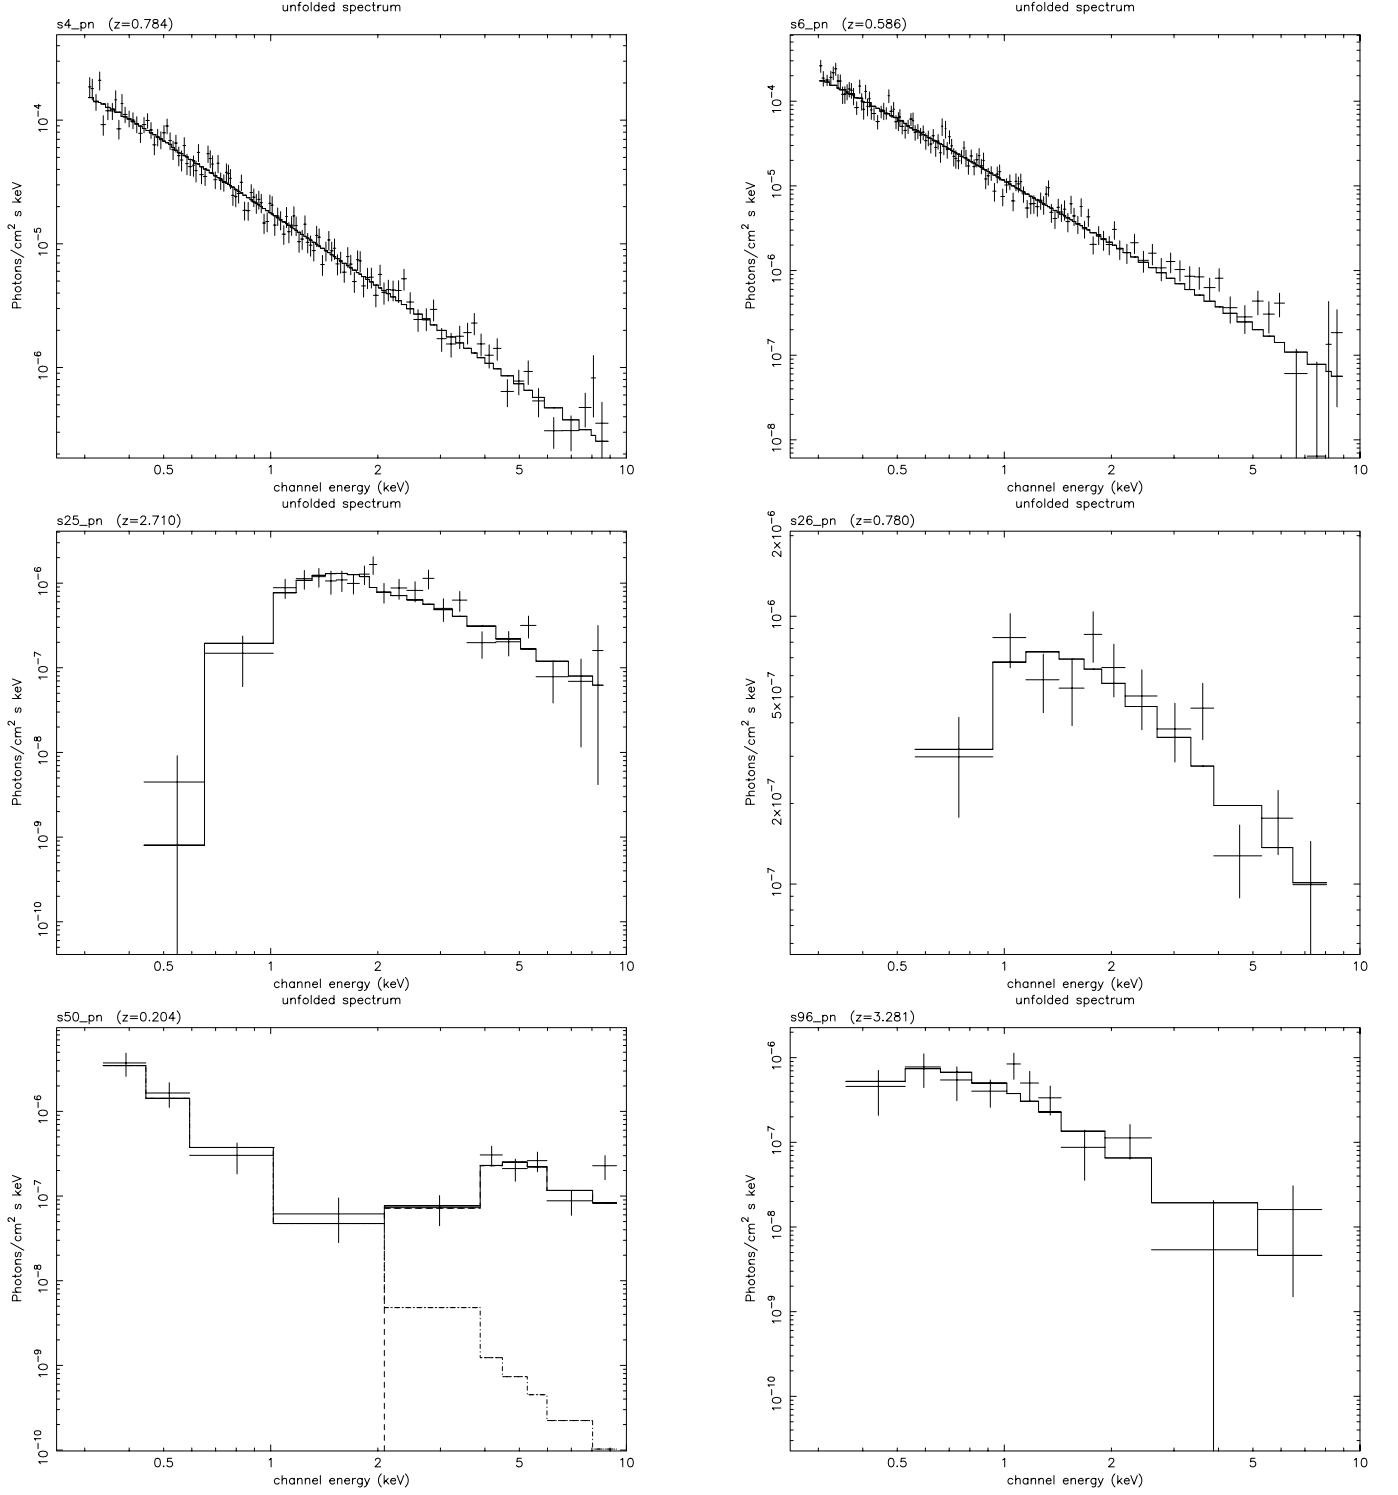 unfolded spectrum
s4_pn (z=0.784)
10⁻⁴
10⁻⁵
10⁻⁶
Photons/cm² s keV
0.5 1 2 5 10
channel energy (keV)
unfolded spectrum
s6_pn (z=0.586)
10⁻⁴
10⁻⁵
10⁻⁶
10⁻⁷
10⁻⁸
Photons/cm² s keV
0.5 1 2 5 10
channel energy (keV)
unfolded spectrum
s25_pn (z=2.710)
10⁻⁶
10⁻⁷
10⁻⁸
10⁻⁹
10⁻¹⁰
Photons/cm² s keV
0.5 1 2 5 10
channel energy (keV)
unfolded spectrum
s26_pn (z=0.780)
2×10⁻⁶
10⁻⁶
5×10⁻⁷
2×10⁻⁷
10⁻⁷
Photons/cm² s keV
0.5 1 2 5 10
channel energy (keV)
unfolded spectrum
s50_pn (z=0.204)
10⁻⁶
10⁻⁷
10⁻⁸
10⁻⁹
10⁻¹⁰
Photons/cm² s keV
0.5 1 2 5 10
channel energy (keV)
unfolded spectrum
s96_pn (z=3.281)
10⁻⁶
10⁻⁷
10⁻⁸
10⁻⁹
10⁻¹⁰
Photons/cm² s keV
0.5 1 2 5 10
channel energy (keV)